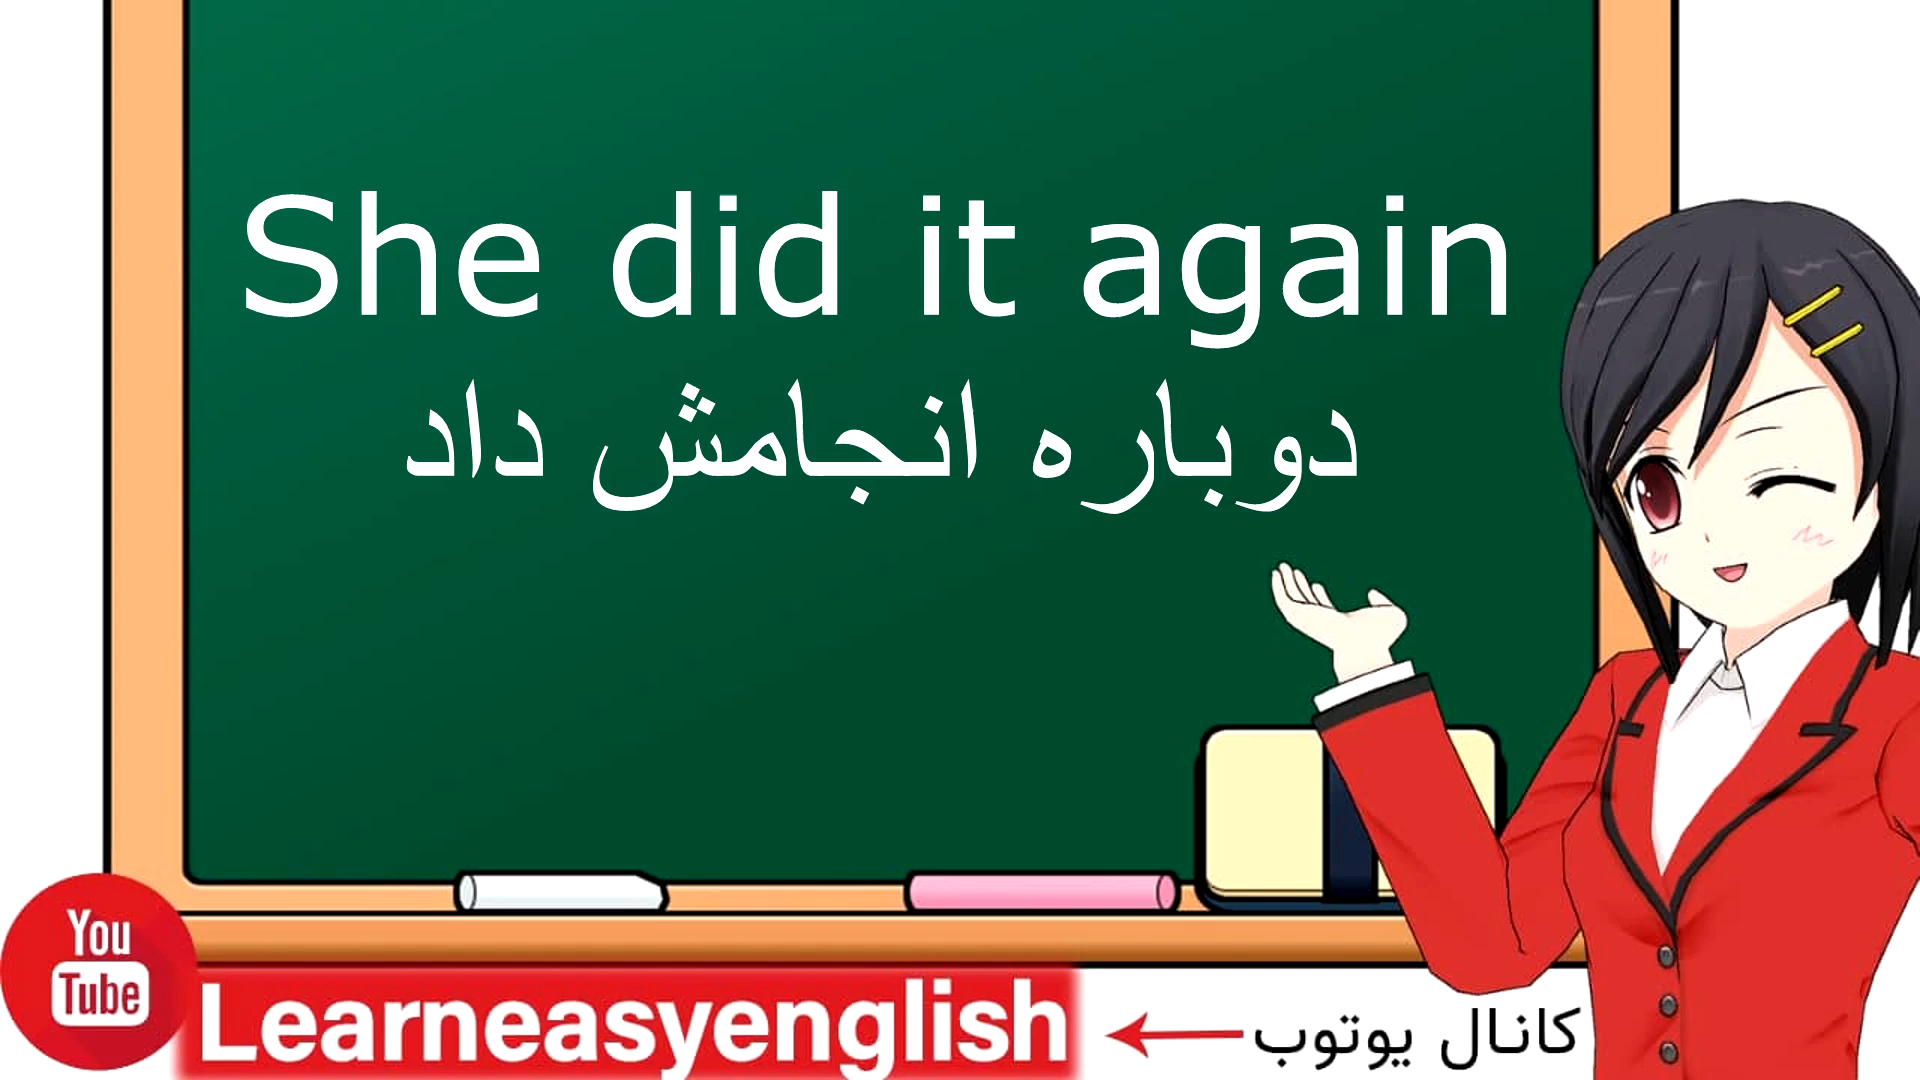 She did it again
دوباره انجامش داد
You
Tube
Learneasyenglish
کانال یوتوب